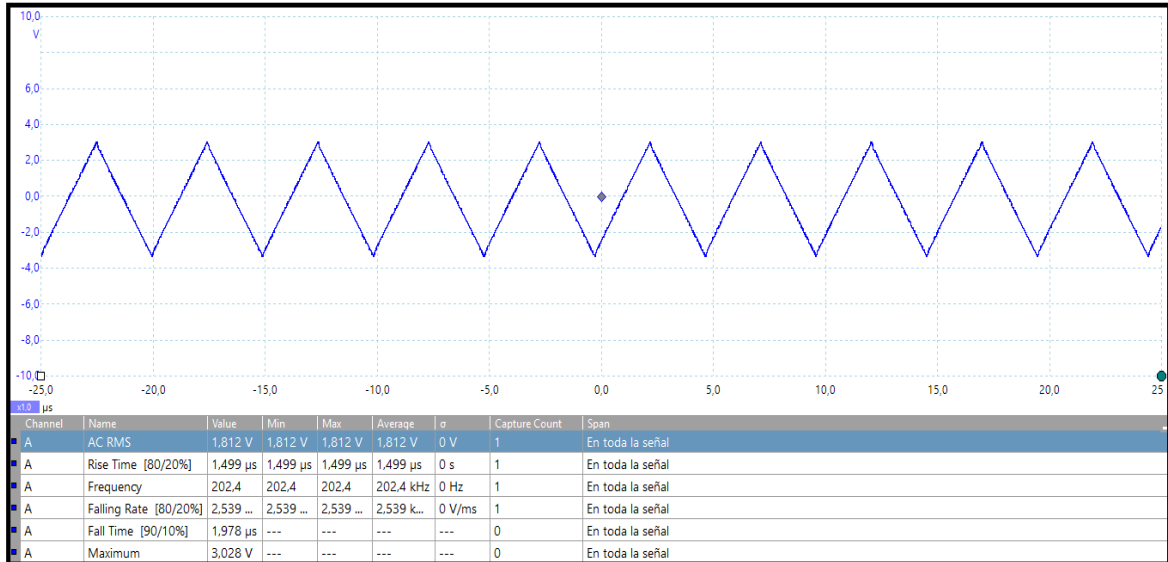 10,0
V
6,0
4,0
2,0
0,0
-2,0
-4,0
-6,0
-8,0
-10,0
-25,0 -20,0 -15,0 -10,0 -5,0 0,0 5,0 10,0 15,0 20,0 25
x1,0 µs
Channel Name Value Min Max Average σ Capture Count Span
A AC RMS 1,812 V 1,812 V 1,812 V 1,812 V 0 V 1 En toda la señal
A Rise Time [80/20%] 1,499 µs 1,499 µs 1,499 µs 1,499 µs 0 s 1 En toda la señal
A Frequency 202,4 202,4 202,4 202,4 kHz 0 Hz 1 En toda la señal
A Falling Rate [80/20%] 2,539 ... 2,539 ... 2,539 ... 2,539 k... 0 V/ms 1 En toda la señal
A Fall Time [90/10%] 1,978 µs --- --- --- --- 0 En toda la señal
A Maximum 3,028 V --- --- --- --- 0 En toda la señal